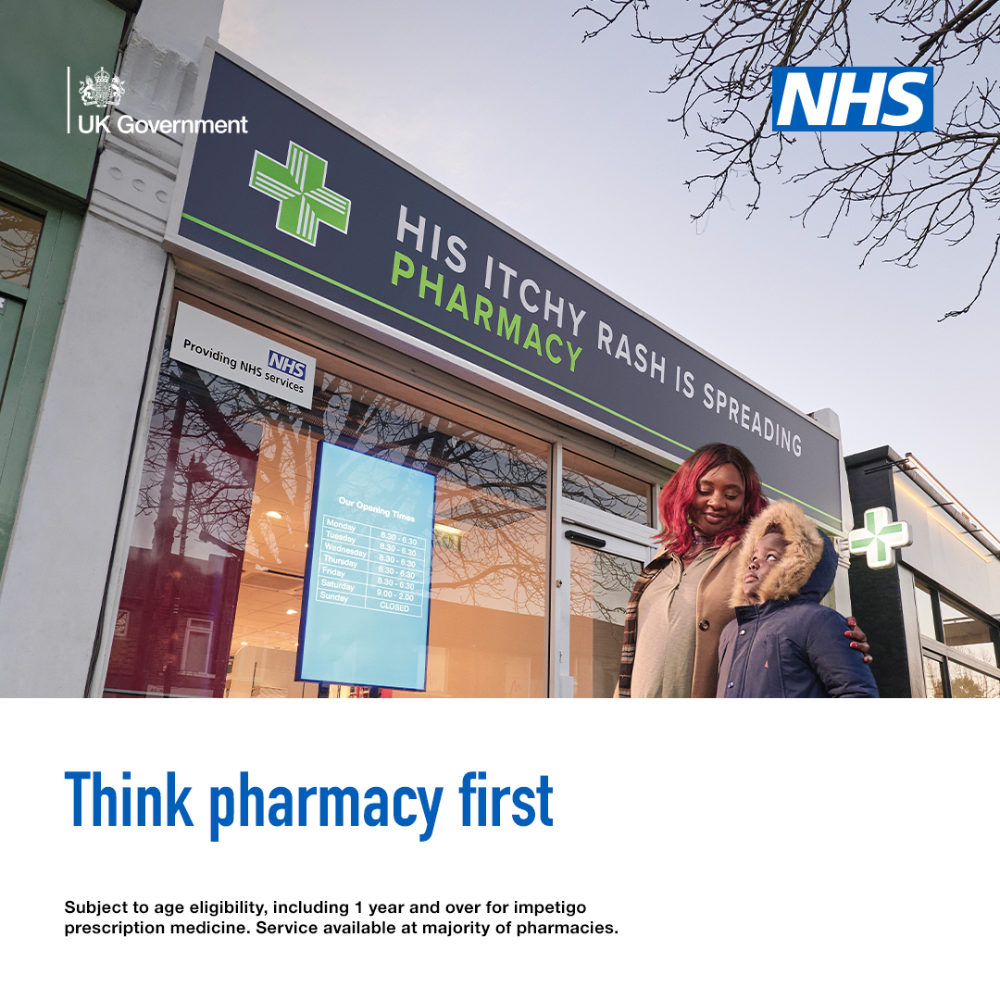 UK Government
NHS
HIS ITCHY RASH IS SPREADING
PHARMACY
Providing NHS services
Our Opening Times
Monday 8.30 - 6.30
Tuesday 8.30 - 6.30
Wednesday 8.30 - 6.30
Thursday 8.30 - 6.30
Friday 8.30 - 6.30
Saturday 9.00 - 2.00
Sunday CLOSED
Think pharmacy first
Subject to age eligibility, including 1 year and over for impetigo
prescription medicine. Service available at majority of pharmacies.